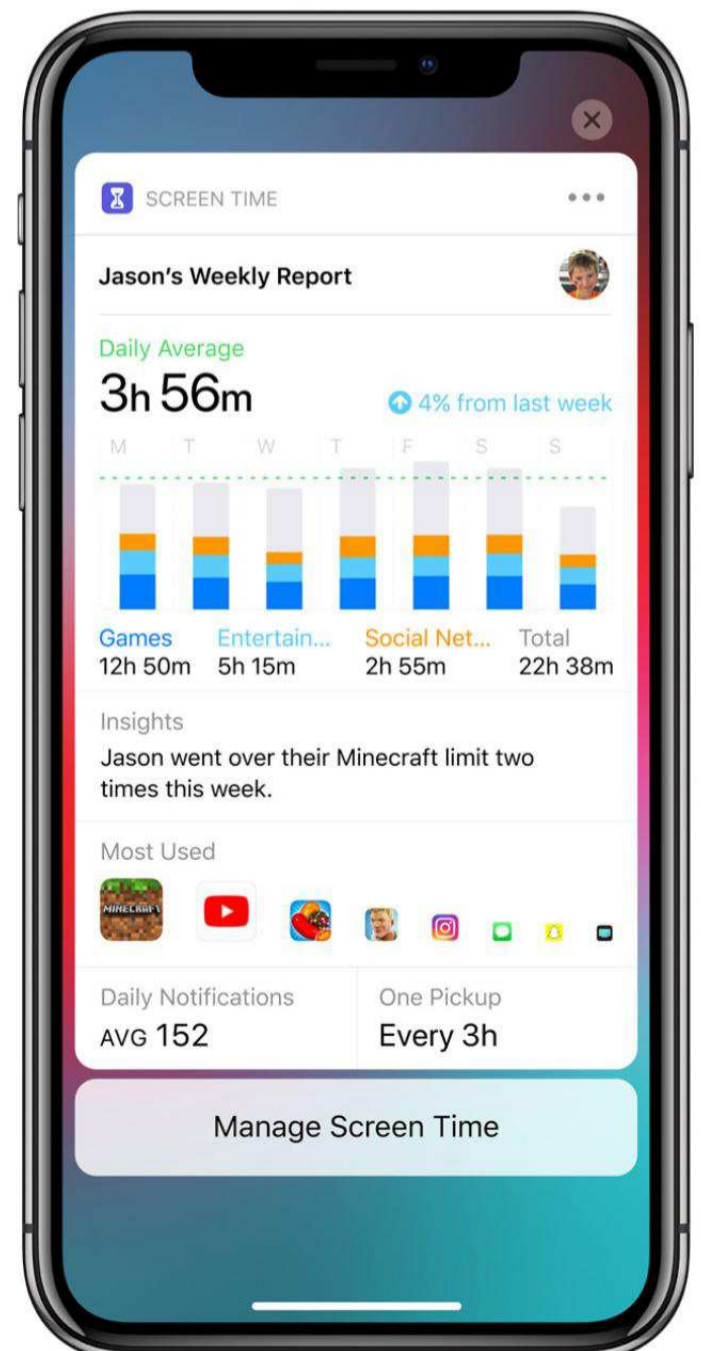 SCREEN TIME
Jason's Weekly Report
Daily Average
3h 56m
4% from last week
M T W T F S S
Games Entertain... Social Net... Total
12h 50m 5h 15m 2h 55m 22h 38m
Insights
Jason went over their Minecraft limit two
times this week.
Most Used
MINECRAFT
Daily Notifications One Pickup
AVG 152 Every 3h
Manage Screen Time